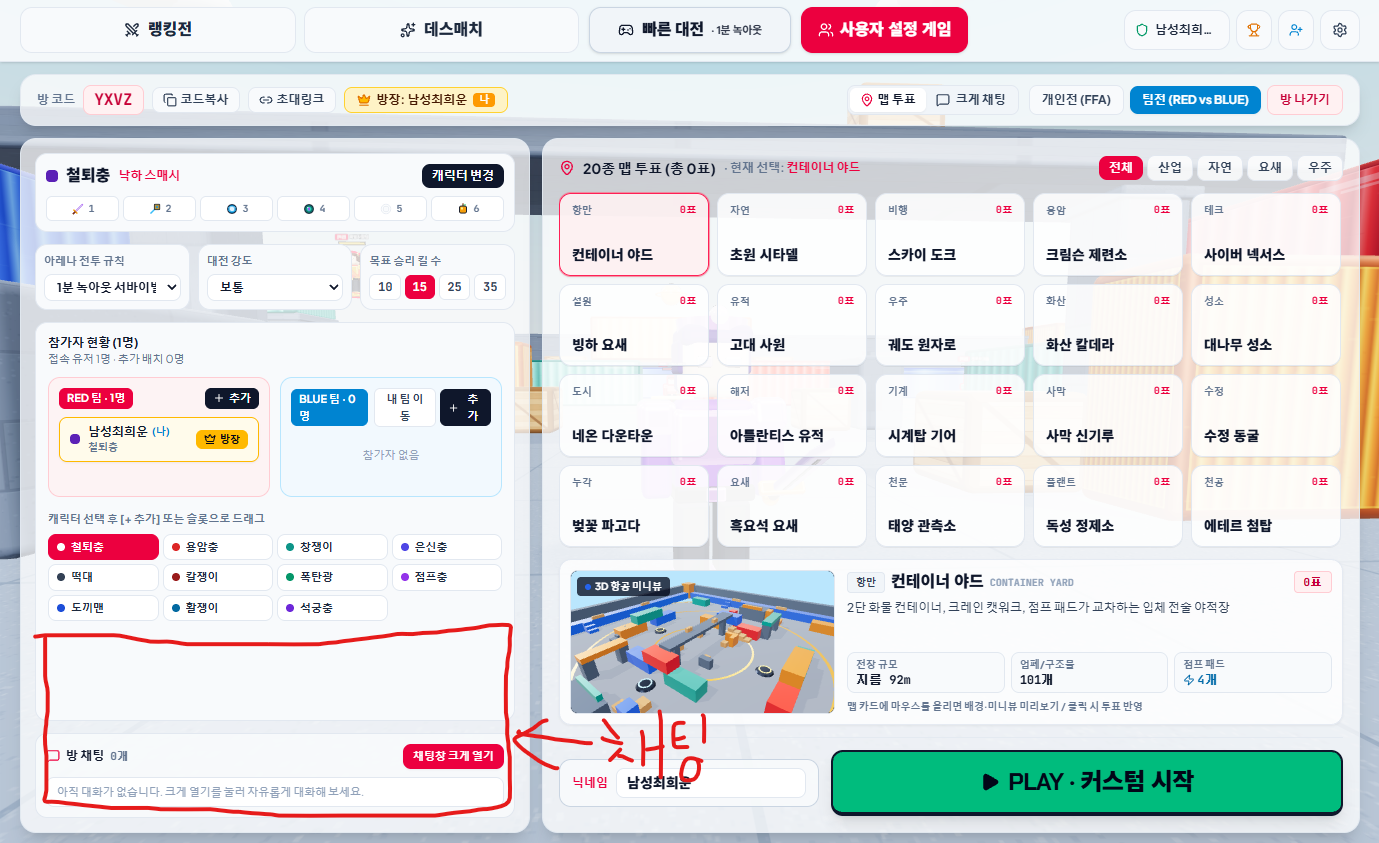 랭킹전
데스매치
빠른 대전 · 1분 녹아웃
사용자 설정 게임
남성최희...
방 코드 YXVZ
코드복사
초대링크
방장: 남성최희운 나
맵 투표
크게 채팅
개인전 (FFA)
팀전 (RED vs BLUE)
방 나가기
철퇴충 낙하 스매시
캐릭터 변경
1 2 3 4 5 6
아레나 전투 규칙
1분 녹아웃 서바이벌
대전 강도
보통
목표 승리 킬 수
10 15 25 35
참가자 현황 (1명)
접속 유저 1명 · 추가 배치 0명
RED 팀 · 1명
+ 추가
남성최희운 (나)
철퇴충
방장
BLUE 팀 · 0명
내 팀 이동
+ 추가
참가자 없음
캐릭터 선택 후 [+ 추가] 또는 슬롯으로 드래그
철퇴충 용암충 창쟁이 은신충
떡대 칼쟁이 폭탄광 점프충
도끼맨 활쟁이 석궁충
방 채팅 0개
채팅창 크게 열기
아직 대화가 없습니다. 크게 열기를 눌러 자유롭게 대화해 보세요.
20종 맵 투표 (총 0표) · 현재 선택: 컨테이너 야드
전체 산업 자연 요새 우주
항만 0표
컨테이너 야드
자연 0표
초원 시타델
비행 0표
스카이 도크
용암 0표
크림슨 제련소
테크 0표
사이버 넥서스
설원 0표
빙하 요새
유적 0표
고대 사원
우주 0표
궤도 원자로
화산 0표
화산 칼데라
성소 0표
대나무 성소
도시 0표
네온 다운타운
해저 0표
아틀란티스 유적
기계 0표
시계탑 기어
사막 0표
사막 신기루
수정 0표
수정 동굴
누각 0표
벚꽃 파고다
요새 0표
흑요석 요새
천문 0표
태양 관측소
플랜트 0표
독성 정제소
천공 0표
에테르 첨탑
3D 항공 미니뷰
항만 컨테이너 야드 CONTAINER YARD
0표
2단 화물 컨테이너, 크레인 캣워크, 점프 패드가 교차하는 입체 전술 야적장
전장 규모
지름 92m
엄폐/구조물
101개
점프 패드
4개
맵 카드에 마우스를 올리면 배경·미니뷰 미리보기 / 클릭 시 투표 반영
채팅
닉네임 남성최희운
PLAY · 커스텀 시작